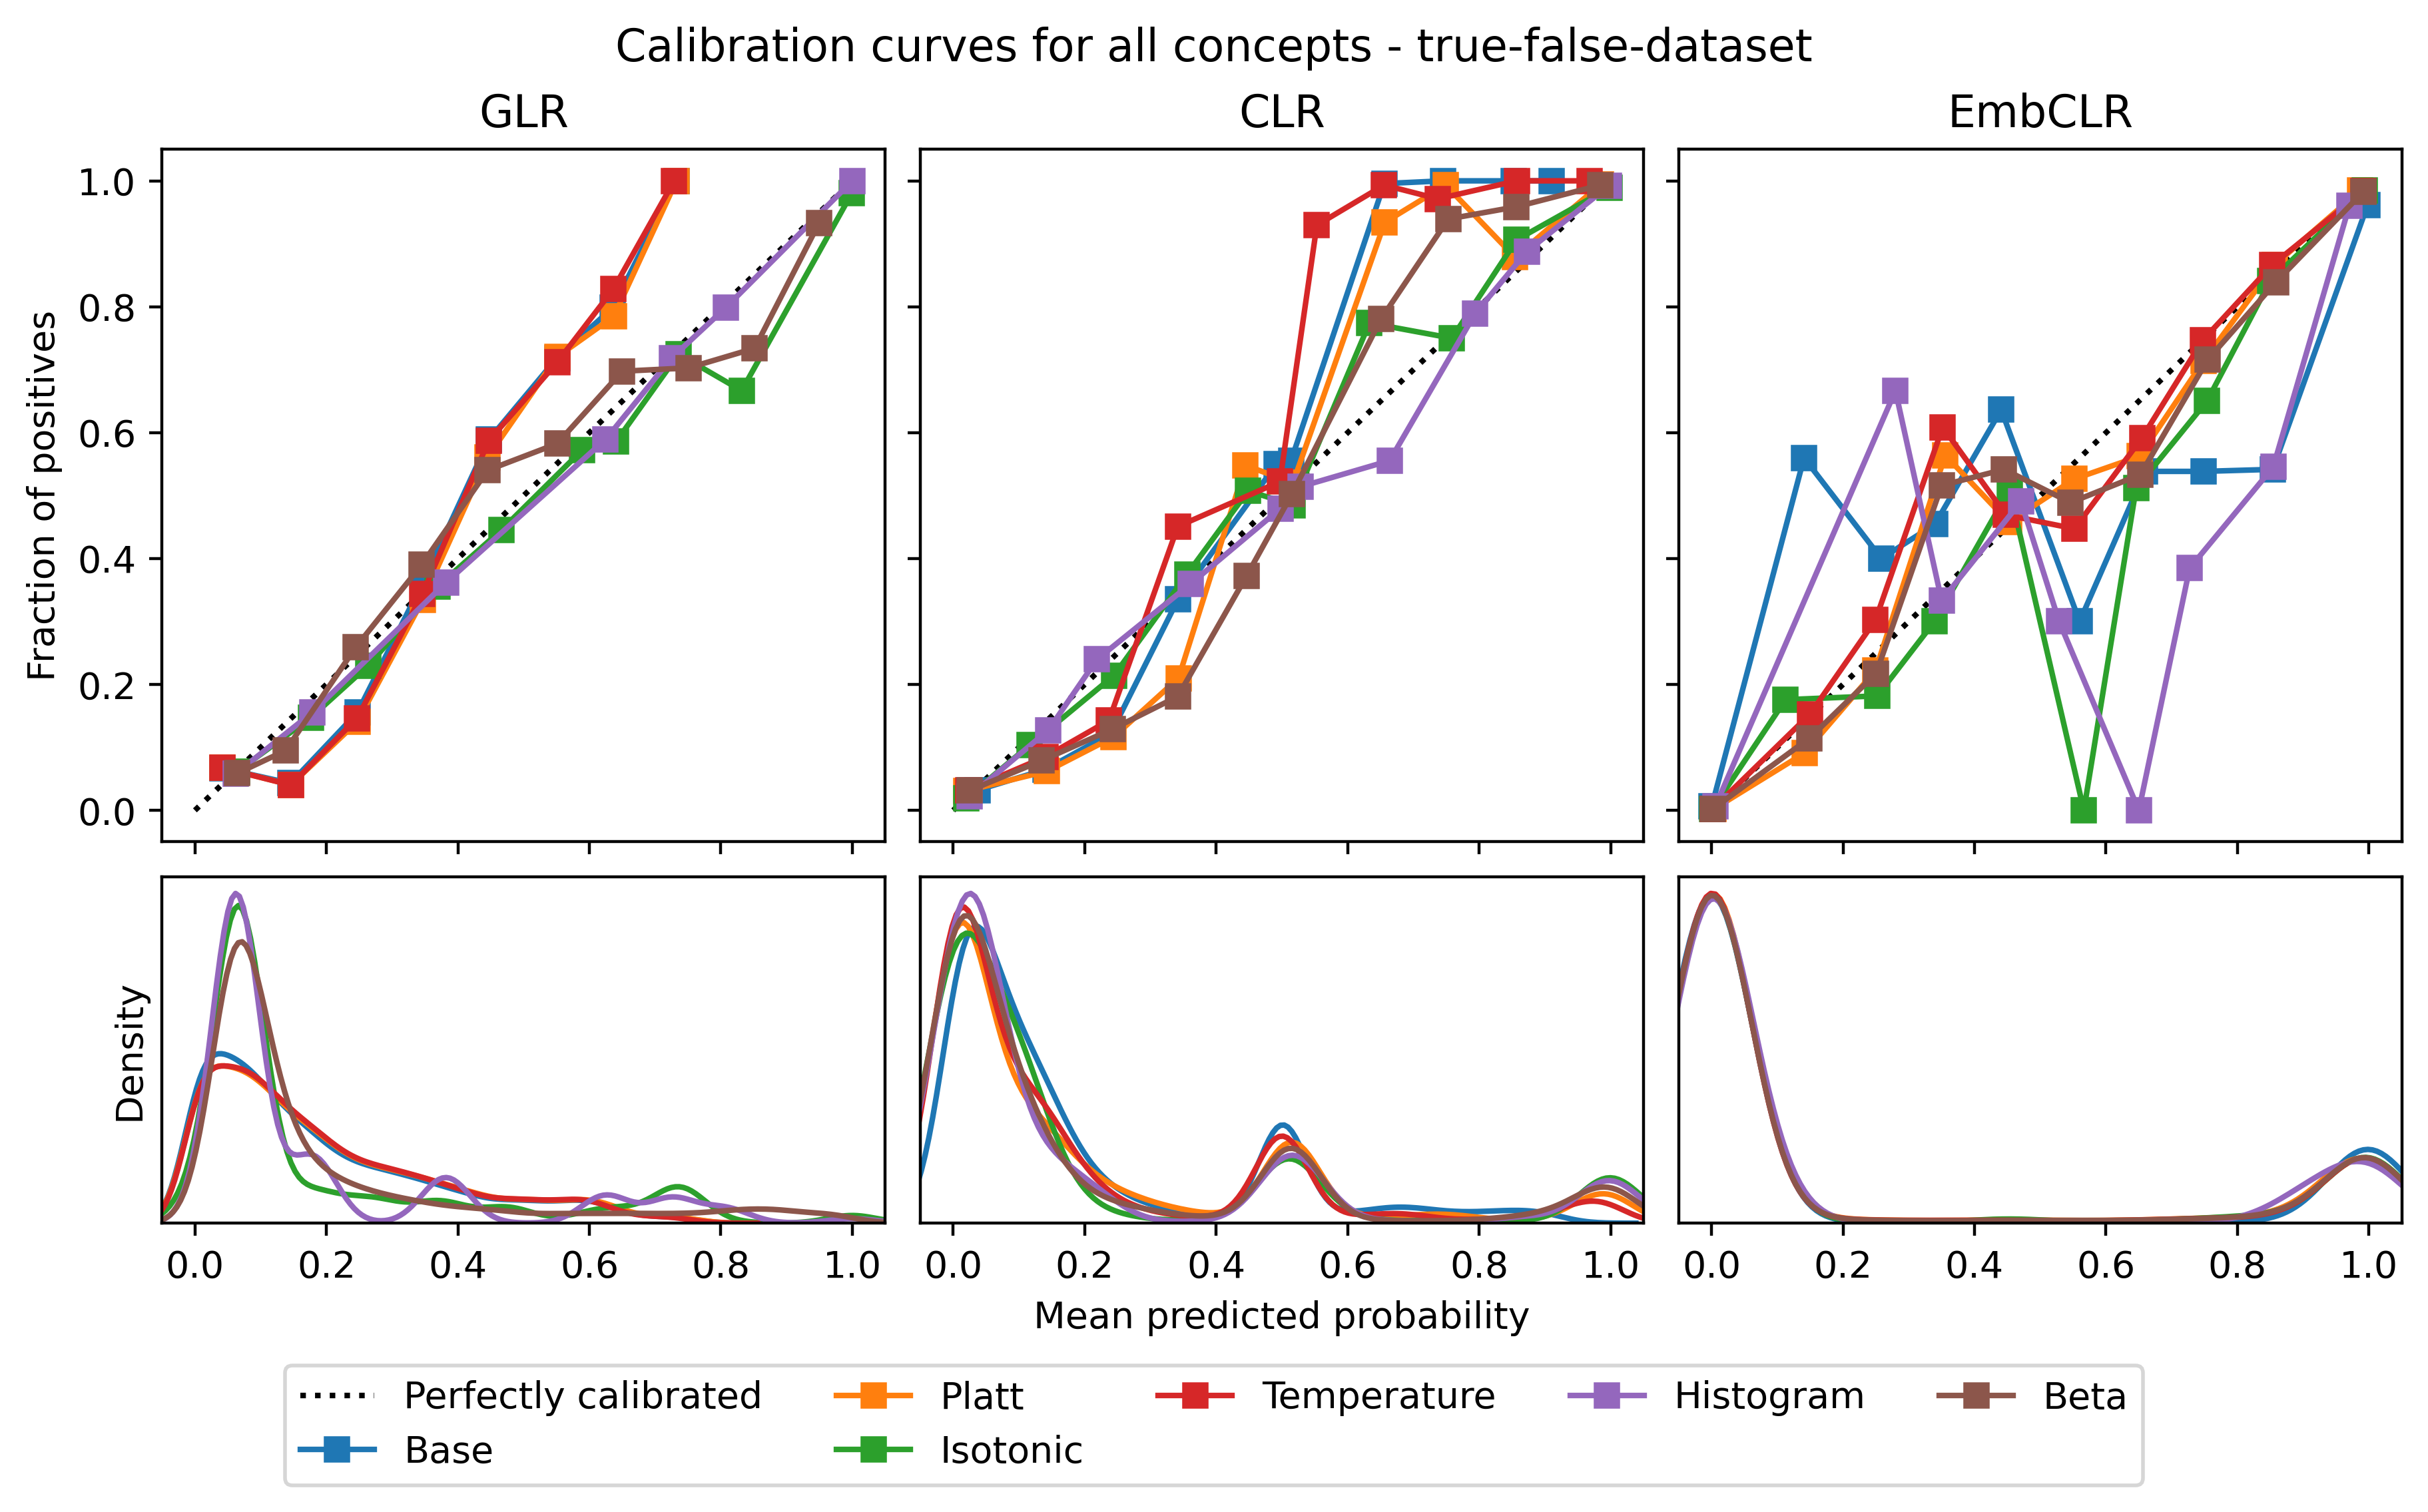 Calibration curves for all concepts - true-false-dataset
GLR
CLR
EmbCLR
Fraction of positives
1.0
0.8
0.6
0.4
0.2
0.0
Density
0.0 0.2 0.4 0.6 0.8 1.0
0.0 0.2 0.4 0.6 0.8 1.0
0.0 0.2 0.4 0.6 0.8 1.0
Mean predicted probability
Perfectly calibrated
Base
Platt
Isotonic
Temperature
Histogram
Beta